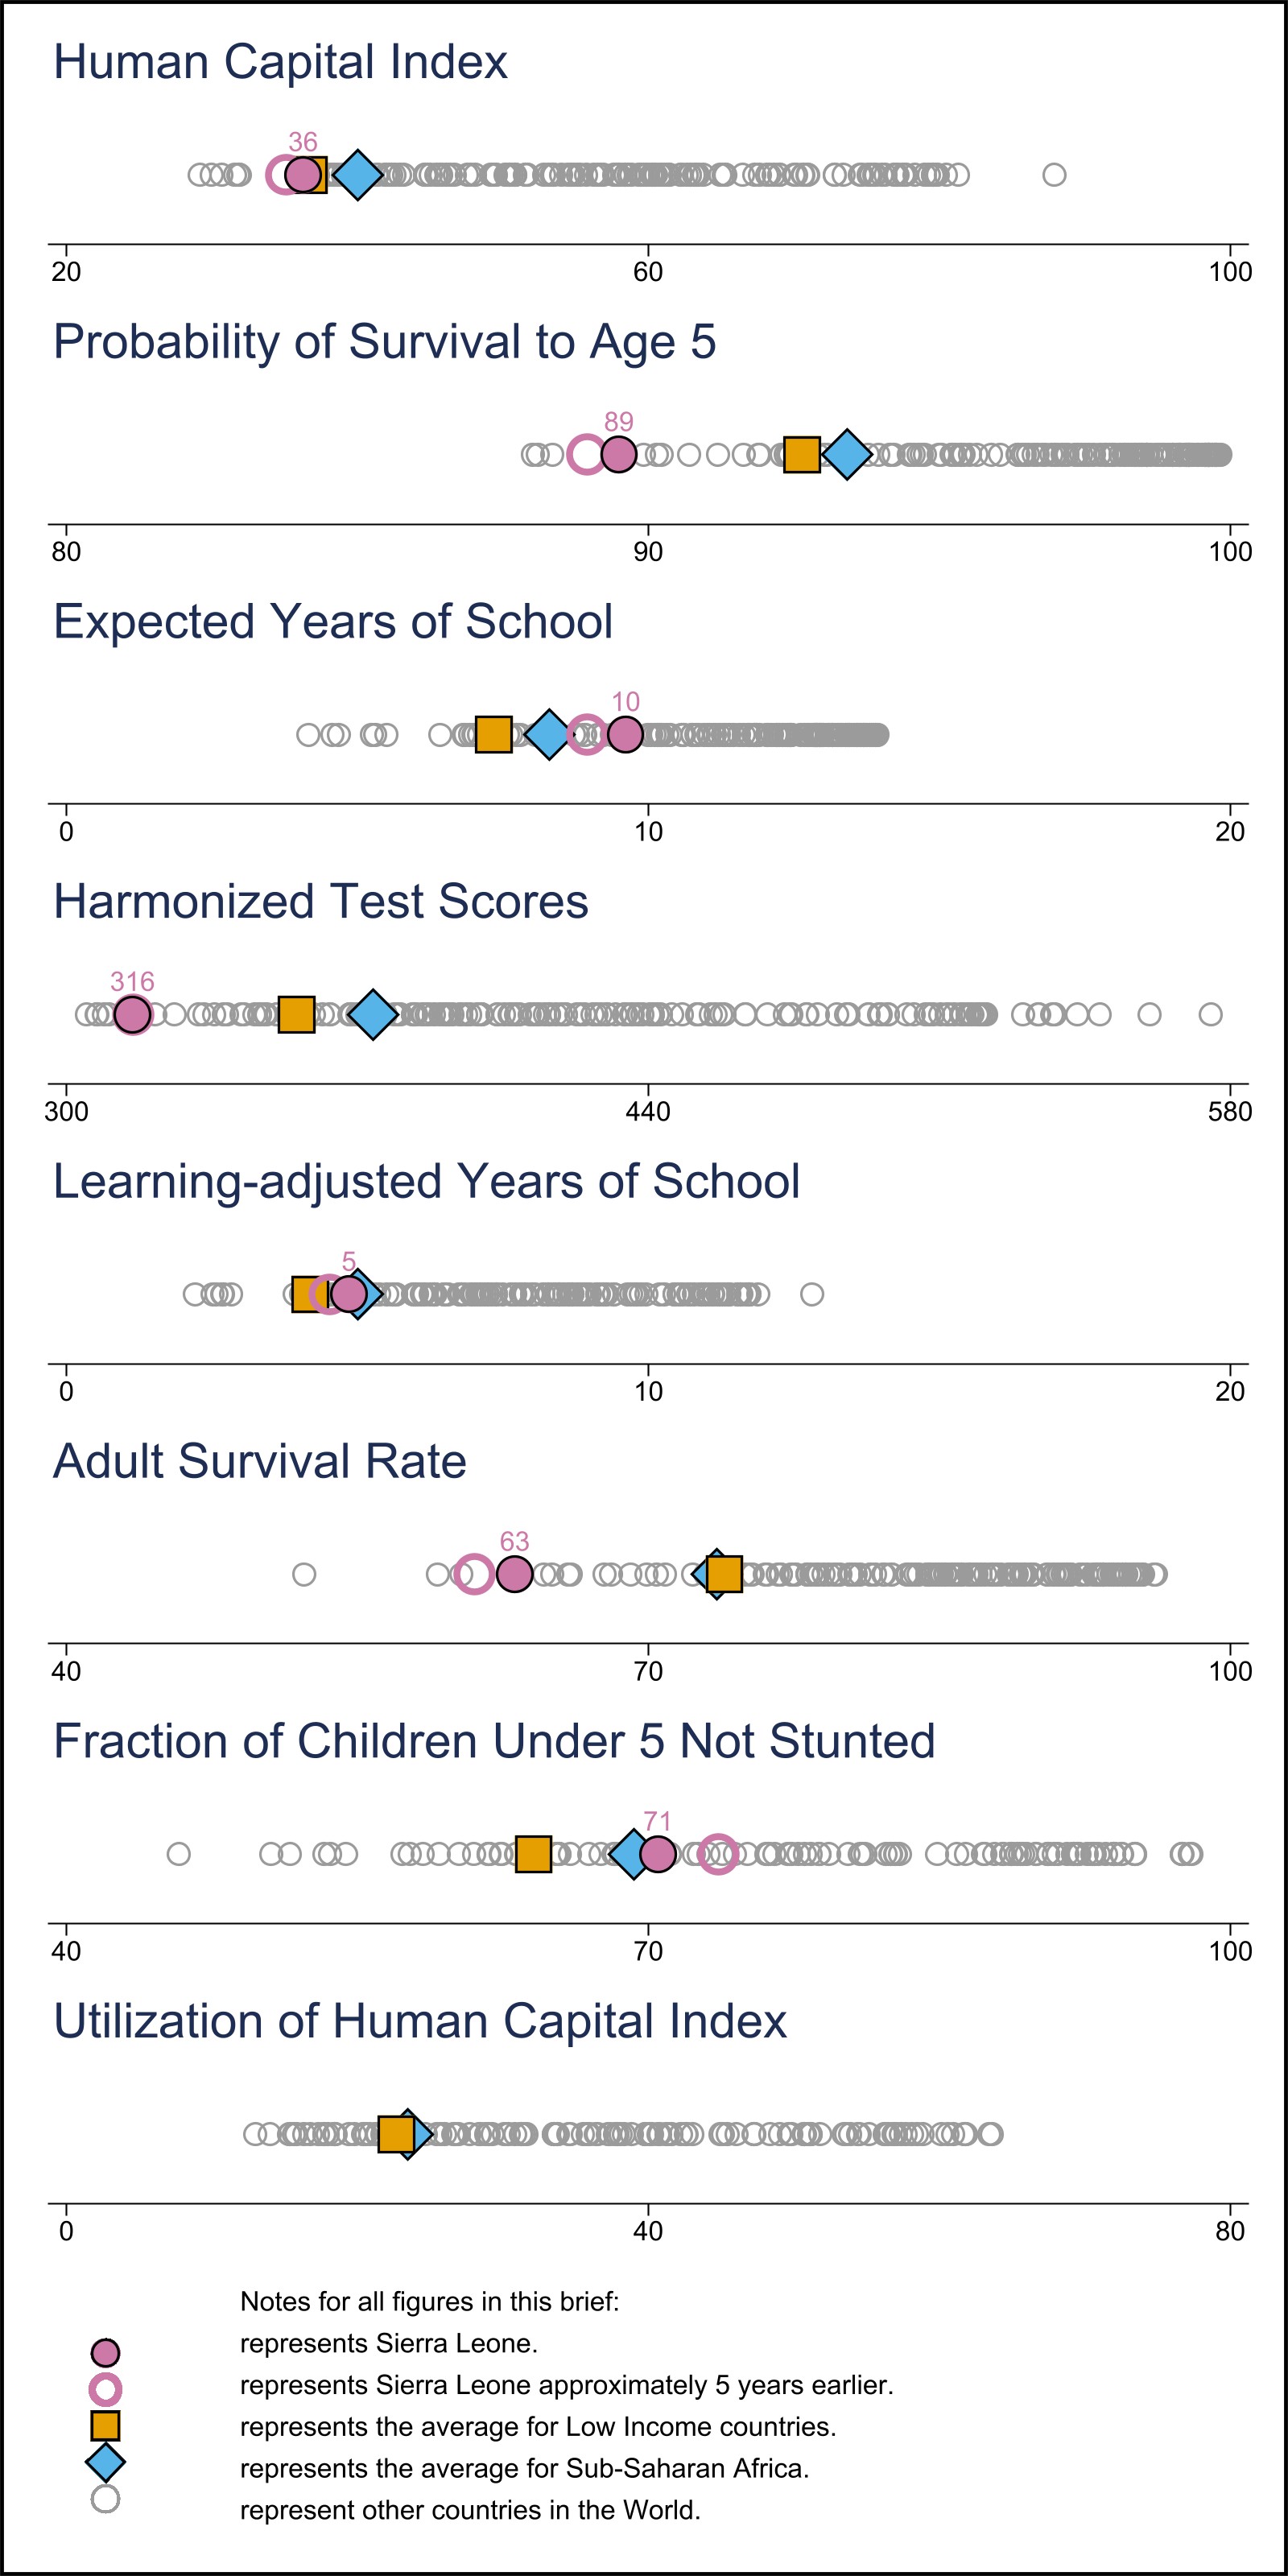 Human Capital Index
36
20 60 100
Probability of Survival to Age 5
89
80 90 100
Expected Years of School
10
0 10 20
Harmonized Test Scores
316
300 440 580
Learning-adjusted Years of School
5
0 10 20
Adult Survival Rate
63
40 70 100
Fraction of Children Under 5 Not Stunted
71
40 70 100
Utilization of Human Capital Index
0 40 80
Notes for all figures in this brief:
represents Sierra Leone.
represents Sierra Leone approximately 5 years earlier.
represents the average for Low Income countries.
represents the average for Sub-Saharan Africa.
represent other countries in the World.